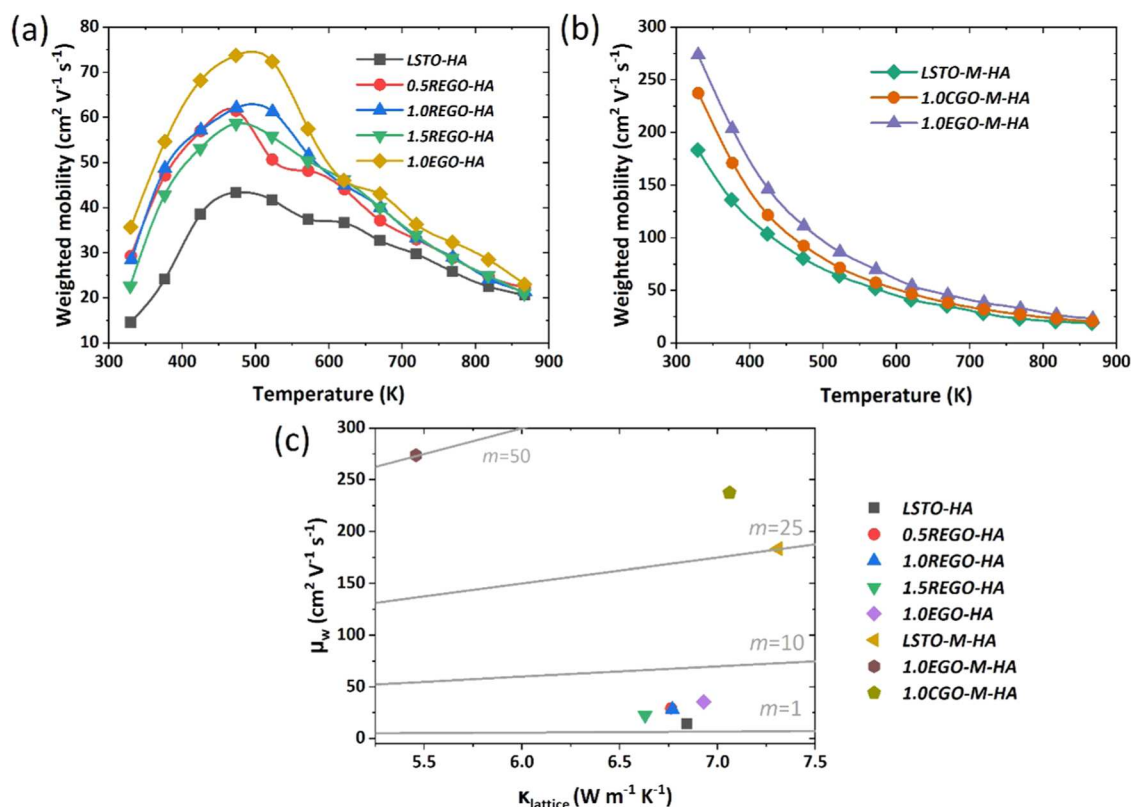 (a)
80
70
60
50
40
30
20
10
Weighted mobility (cm² V⁻¹ s⁻¹)
LSTO-HA
0.5REGO-HA
1.0REGO-HA
1.5REGO-HA
1.0EGO-HA
300 400 500 600 700 800 900
Temperature (K)
(b)
300
250
200
150
100
50
0
Weighted mobility (cm² V⁻¹ s⁻¹)
LSTO-M-HA
1.0CGO-M-HA
1.0EGO-M-HA
300 400 500 600 700 800 900
Temperature (K)
(c)
300
250
200
150
100
50
0
μw (cm² V⁻¹ s⁻¹)
m=50
m=25
m=10
m=1
5.5 6.0 6.5 7.0 7.5
κlattice (W m⁻¹ K⁻¹)
LSTO-HA
0.5REGO-HA
1.0REGO-HA
1.5REGO-HA
1.0EGO-HA
LSTO-M-HA
1.0EGO-M-HA
1.0CGO-M-HA